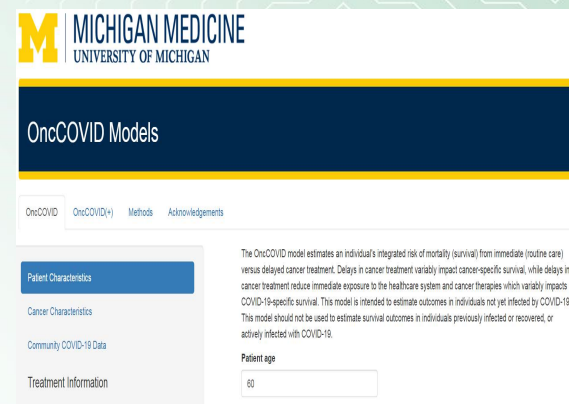 M
MICHIGAN MEDICINE
UNIVERSITY OF MICHIGAN
OncCOVID Models
OncCOVID OncCOVID(+) Methods Acknowledgements
Patient Characteristics
Cancer Characteristics
Community COVID-19 Data
Treatment Information
The OncCOVID model estimates an individual's integrated risk of mortality (survival) from immediate (routine care)
versus delayed cancer treatment. Delays in cancer treatment variably impact cancer-specific survival, while delays in
cancer treatment reduce immediate exposure to the healthcare system and cancer therapies which variably impacts
COVID-19-specific survival. This model is intended to estimate outcomes in individuals not yet infected by COVID-19
This model should not be used to estimate survival outcomes in individuals previously infected or recovered, or
actively infected with COVID-19.
Patient age
60